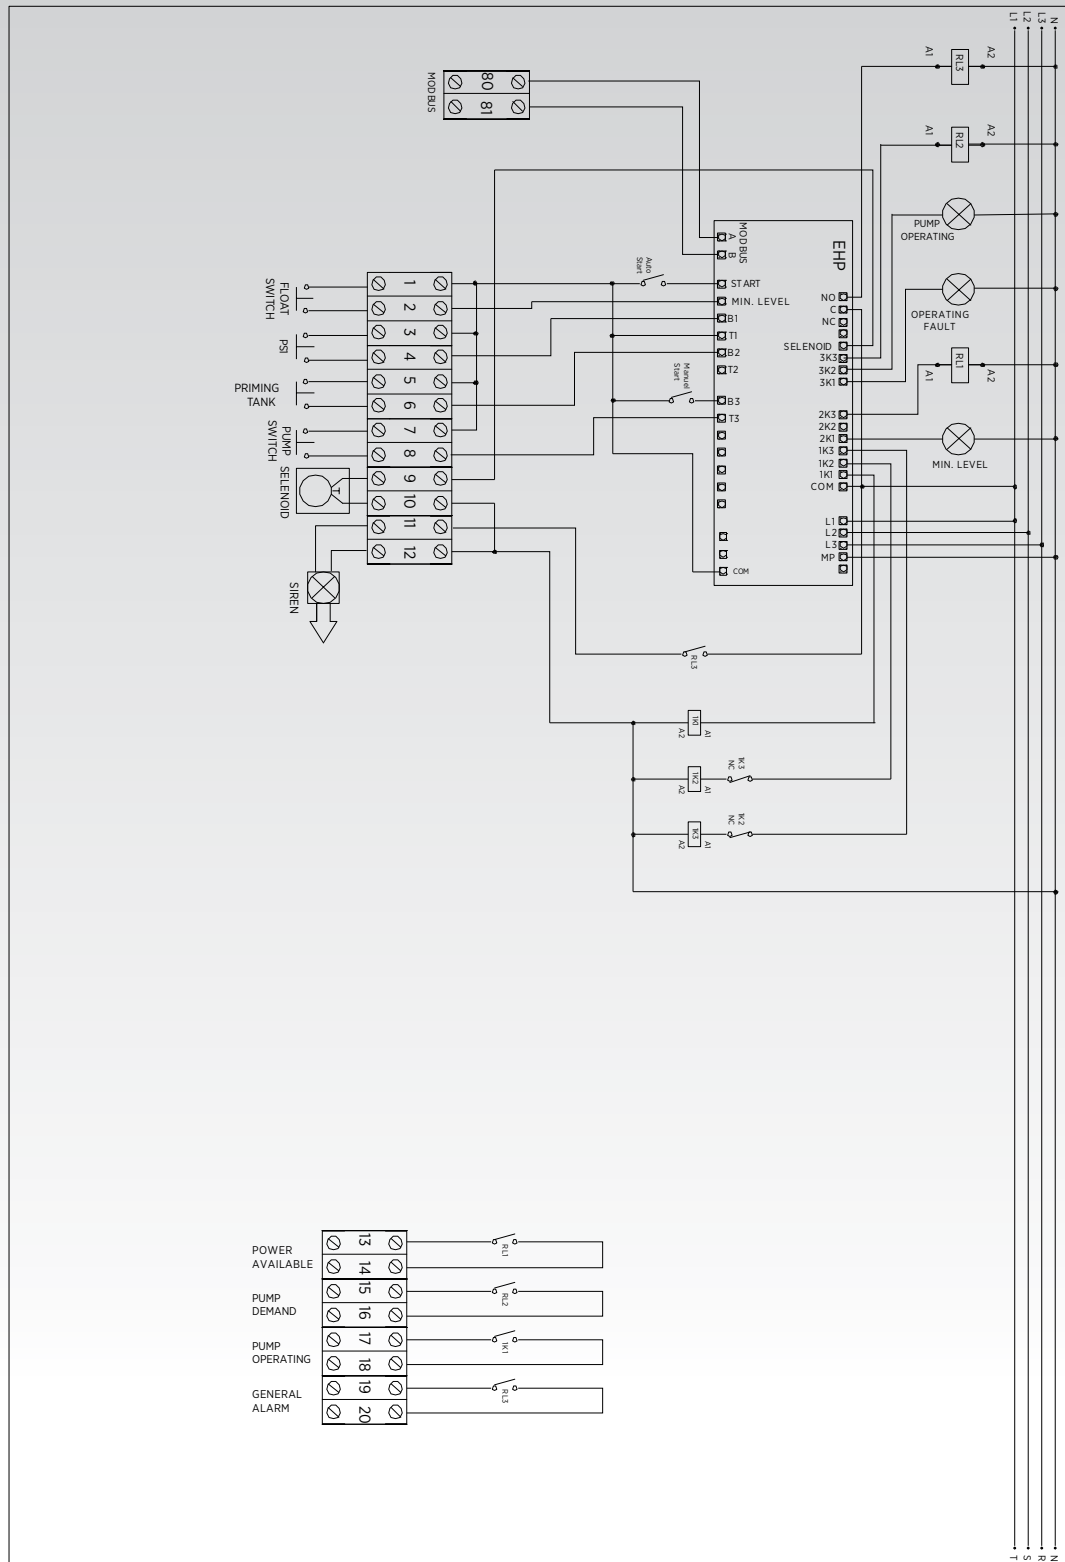 L1
L2
L3
N
A1
RL3
A2
A1
RL2
A2
80
81
MODBUS
PUMP
OPERATING
OPERATING
FAULT
A1
RL1
A2
MIN. LEVEL
EHP
MODBUS
A
B
START
MIN. LEVEL
B1
T1
B2
T2
B3
T3
COM
NO
C
NC
SELENOID
3K3
3K2
3K1
2K3
2K2
2K1
1K3
1K2
1K1
COM
L1
L2
L3
MP
Auto
Start
Manuel
Start
1
2
3
4
5
6
7
8
9
10
11
12
FLOAT
SWITCH
PSI
PRIMING
TANK
PUMP
SWITCH
SELENOID
T
SIREN
RL3
1K1
A2
A1
1K3
NC
1K2
A2
A1
1K2
NC
1K3
A2
A1
POWER
AVAILABLE
13
14
RL1
PUMP
DEMAND
15
16
RL2
PUMP
OPERATING
17
18
1K1
GENERAL
ALARM
19
20
RL3
T
S
R
N